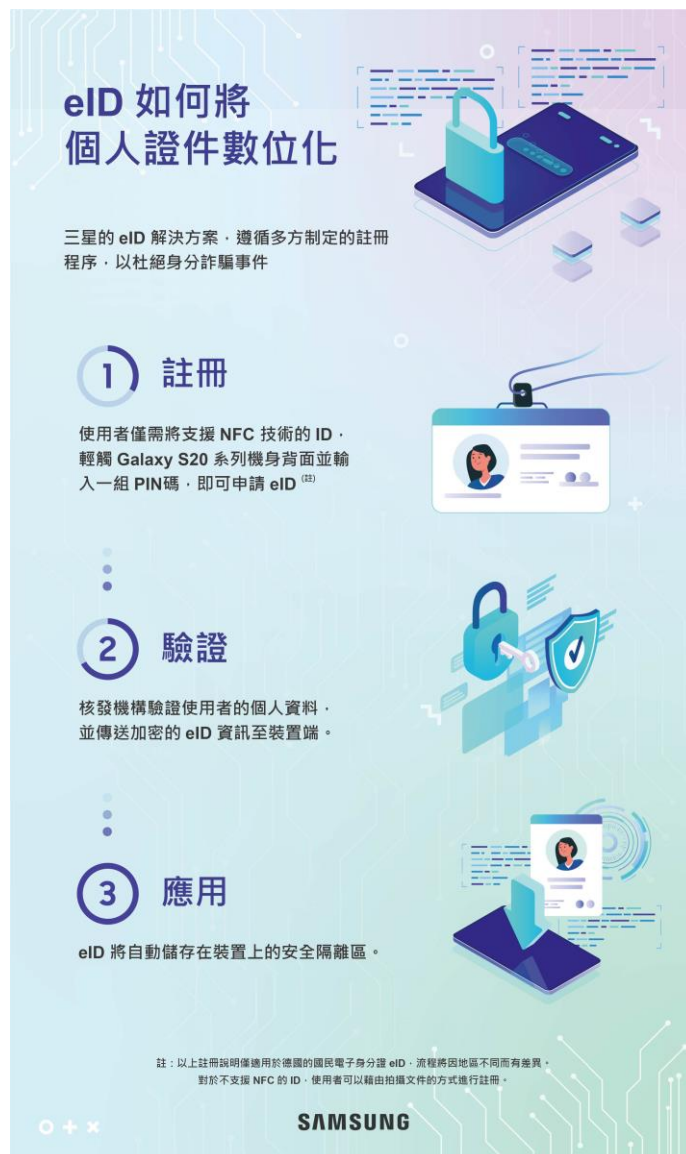 eID 如何將
個人證件數位化
三星的 eID 解決方案，遵循多方制定的註冊
程序，以杜絕身分詐騙事件
1 註冊
使用者僅需將支援 NFC 技術的 ID，
輕觸 Galaxy S20 系列機身背面並輸
入一組 PIN碼，即可申請 eID (註)
2 驗證
核發機構驗證使用者的個人資料，
並傳送加密的 eID 資訊至裝置端。
3 應用
eID 將自動儲存在裝置上的安全隔離區。
註：以上註冊說明僅適用於德國的國民電子身分證 eID，流程將因地區不同而有差異。
對於不支援 NFC 的 ID，使用者可以藉由拍攝文件的方式進行註冊。
SAMSUNG